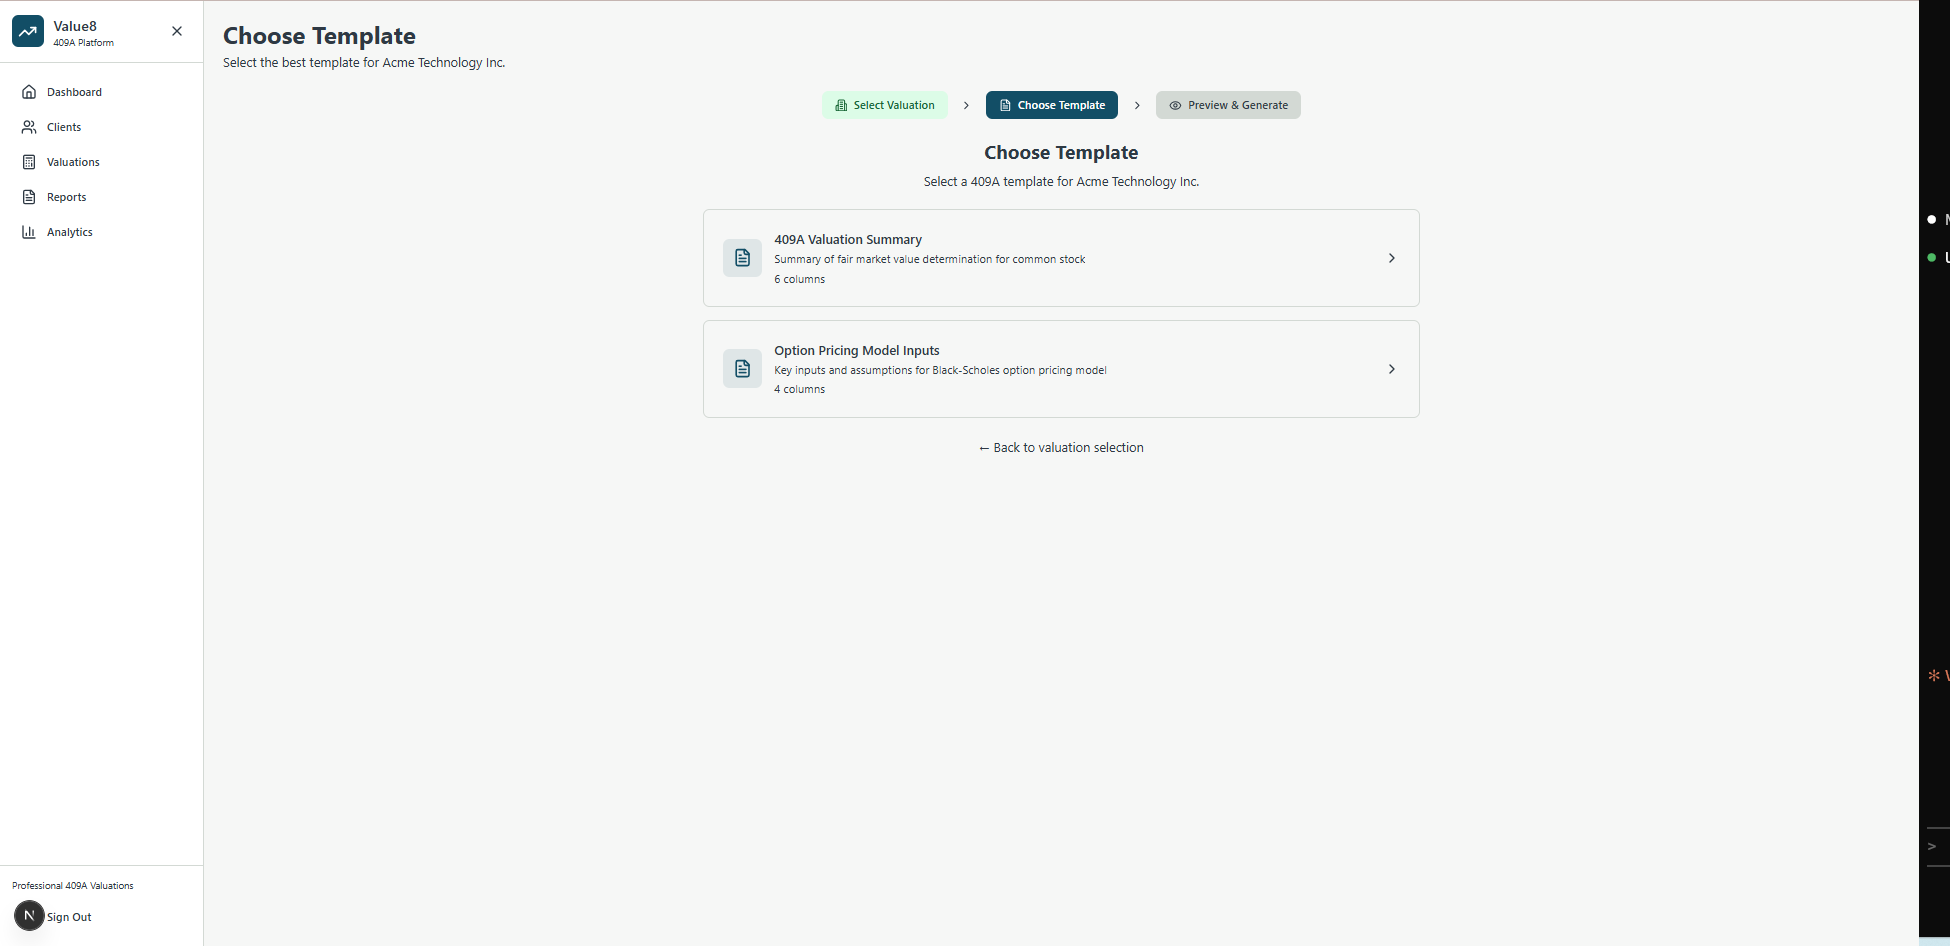 Value8
409A Platform
Dashboard
Clients
Valuations
Reports
Analytics
Professional 409A Valuations
N
Sign Out
Choose Template
Select the best template for Acme Technology Inc.
Select Valuation
Choose Template
Preview & Generate
Choose Template
Select a 409A template for Acme Technology Inc.
409A Valuation Summary
Summary of fair market value determination for common stock
6 columns
Option Pricing Model Inputs
Key inputs and assumptions for Black-Scholes option pricing model
4 columns
← Back to valuation selection
>